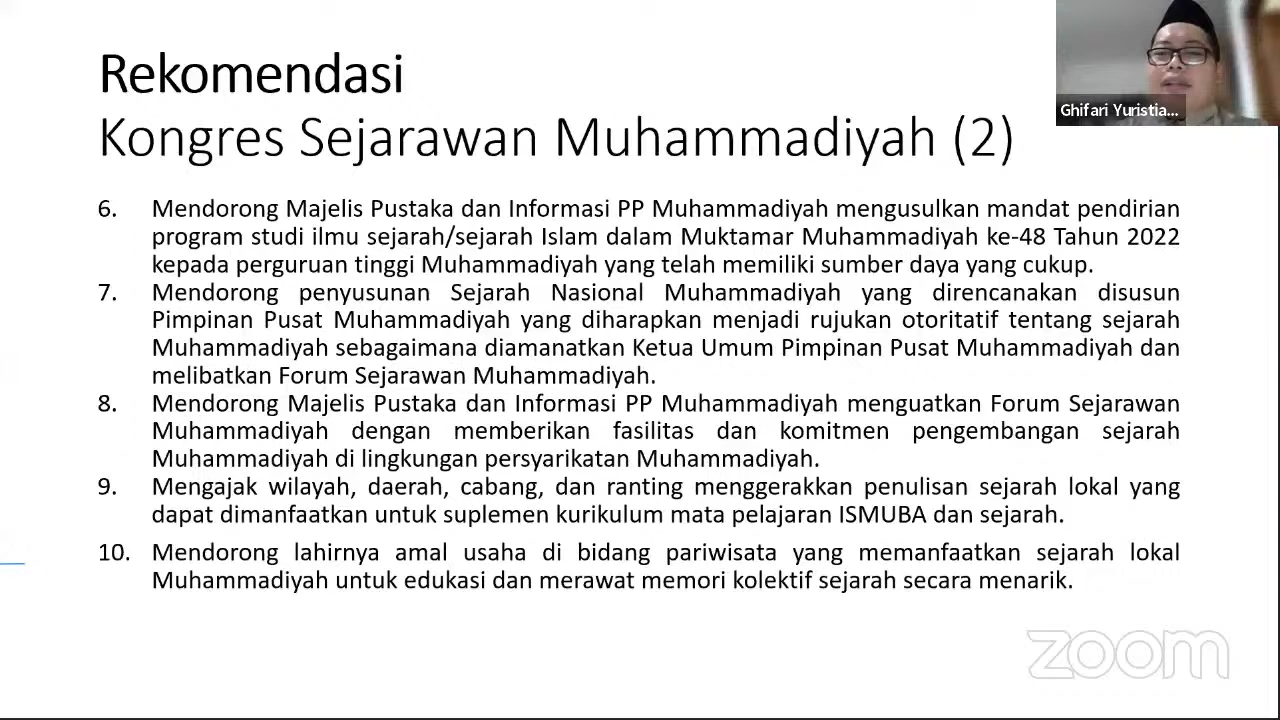 Rekomendasi
Kongres Sejarawan Muhammadiyah (2)
Ghifari Yuristia...
6. Mendorong Majelis Pustaka dan Informasi PP Muhammadiyah mengusulkan mandat pendirian
program studi ilmu sejarah/sejarah Islam dalam Muktamar Muhammadiyah ke-48 Tahun 2022
kepada perguruan tinggi Muhammadiyah yang telah memiliki sumber daya yang cukup.
7. Mendorong penyusunan Sejarah Nasional Muhammadiyah yang direncanakan disusun
Pimpinan Pusat Muhammadiyah yang diharapkan menjadi rujukan otoritatif tentang sejarah
Muhammadiyah sebagaimana diamanatkan Ketua Umum Pimpinan Pusat Muhammadiyah dan
melibatkan Forum Sejarawan Muhammadiyah.
8. Mendorong Majelis Pustaka dan Informasi PP Muhammadiyah menguatkan Forum Sejarawan
Muhammadiyah dengan memberikan fasilitas dan komitmen pengembangan sejarah
Muhammadiyah di lingkungan persyarikatan Muhammadiyah.
9. Mengajak wilayah, daerah, cabang, dan ranting menggerakkan penulisan sejarah lokal yang
dapat dimanfaatkan untuk suplemen kurikulum mata pelajaran ISMUBA dan sejarah.
10. Mendorong lahirnya amal usaha di bidang pariwisata yang memanfaatkan sejarah lokal
Muhammadiyah untuk edukasi dan merawat memori kolektif sejarah secara menarik.
zoom